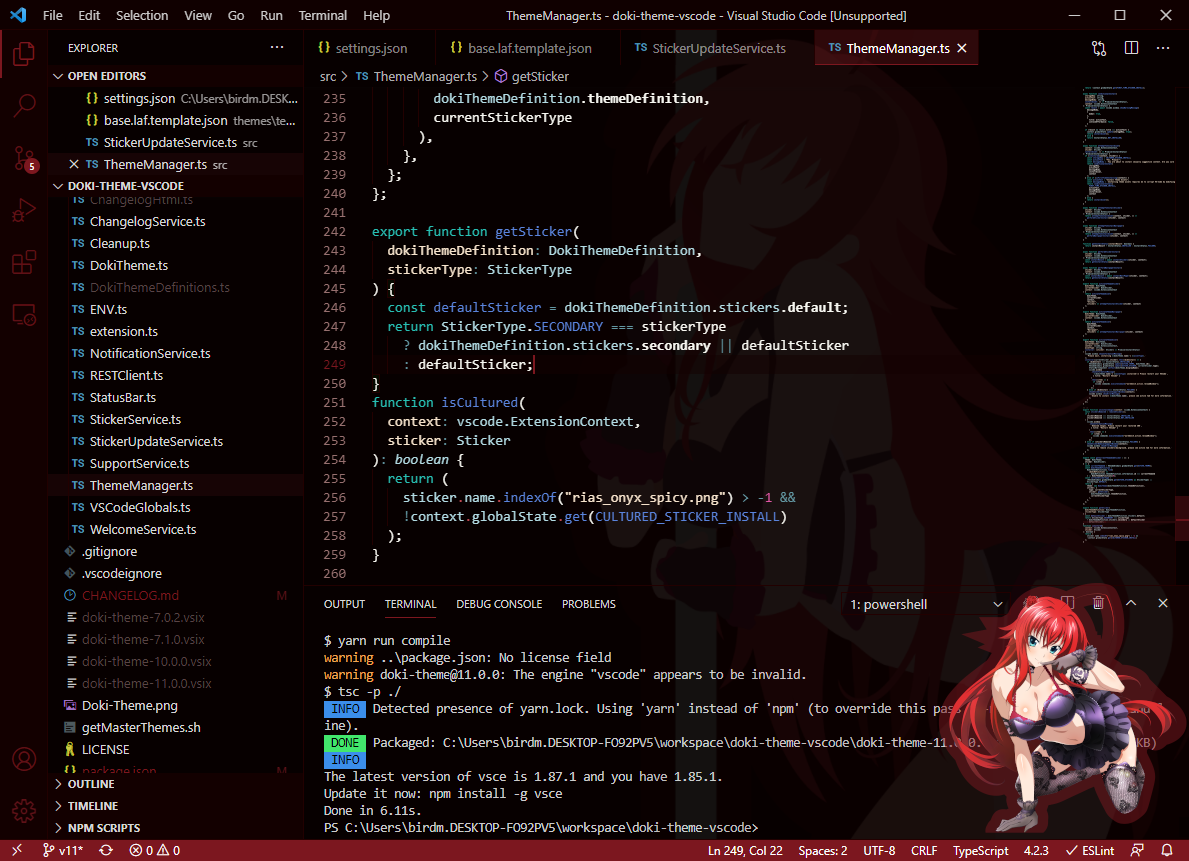 File Edit Selection View Go Run Terminal Help
ThemeManager.ts - doki-theme-vscode - Visual Studio Code [Unsupported]
EXPLORER
OPEN EDITORS
{} settings.json C:\Users\birdm.DESK...
{} base.laf.template.json themes\te...
TS StickerUpdateService.ts src
TS ThemeManager.ts src
DOKI-THEME-VSCODE
TS ChangelogHtml.ts
TS ChangelogService.ts
TS Cleanup.ts
TS DokiTheme.ts
TS DokiThemeDefinitions.ts
TS ENV.ts
TS extension.ts
TS NotificationService.ts
TS RESTClient.ts
TS StatusBar.ts
TS StickerService.ts
TS StickerUpdateService.ts
TS SupportService.ts
TS ThemeManager.ts
TS VSCodeGlobals.ts
TS WelcomeService.ts
.gitignore
.vscodeignore
CHANGELOG.md M
doki-theme-7.0.2.vsix
doki-theme-7.1.0.vsix
doki-theme-10.0.0.vsix
doki-theme-11.0.0.vsix
Doki-Theme.png
getMasterThemes.sh
LICENSE
{} package.json M
OUTLINE
TIMELINE
NPM SCRIPTS
5
{} settings.json
{} base.laf.template.json
TS StickerUpdateService.ts
TS ThemeManager.ts
src > TS ThemeManager.ts > getSticker
235 dokiThemeDefinition.themeDefinition,
236 currentStickerType
237 ),
238 },
239 };
240 };
241
242 export function getSticker(
243 dokiThemeDefinition: DokiThemeDefinition,
244 stickerType: StickerType
245 ) {
246 const defaultSticker = dokiThemeDefinition.stickers.default;
247 return StickerType.SECONDARY === stickerType
248 ? dokiThemeDefinition.stickers.secondary || defaultSticker
249 : defaultSticker;
250 }
251 function isCultured(
252 context: vscode.ExtensionContext,
253 sticker: Sticker
254 ): boolean {
255 return (
256 sticker.name.indexOf("rias_onyx_spicy.png") > -1 &&
257 !context.globalState.get(CULTURED_STICKER_INSTALL)
258 );
259 }
260
OUTPUT TERMINAL DEBUG CONSOLE PROBLEMS
1: powershell
$ yarn run compile
warning ..\package.json: No license field
warning doki-theme@11.0.0: The engine "vscode" appears to be invalid.
$ tsc -p ./
INFO Detected presence of yarn.lock. Using 'yarn' instead of 'npm' (to override this pass
ine).
DONE Packaged: C:\Users\birdm.DESKTOP-FO92PV5\workspace\doki-theme-vscode\doki-theme-11.0.0. KB)
INFO
The latest version of vsce is 1.87.1 and you have 1.85.1.
Update it now: npm install -g vsce
Done in 6.11s.
PS C:\Users\birdm.DESKTOP-FO92PV5\workspace\doki-theme-vscode>
v11* 0 0 Ln 249, Col 22 Spaces: 2 UTF-8 CRLF TypeScript 4.2.3 ESLint